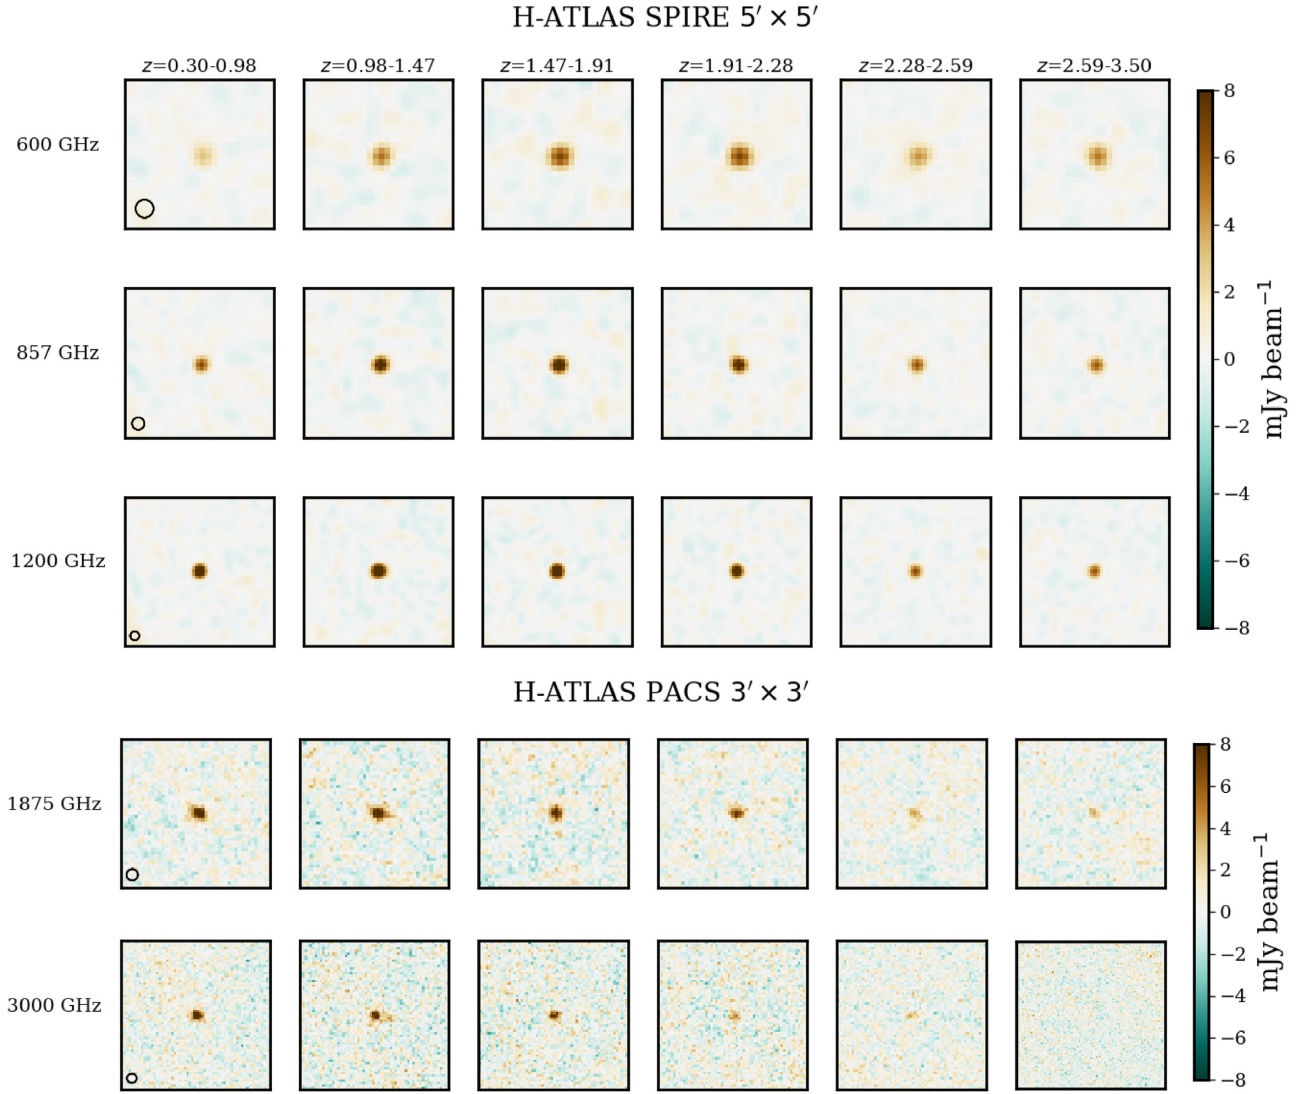 H-ATLAS SPIRE 5′ × 5′
z=0.30-0.98 z=0.98-1.47 z=1.47-1.91 z=1.91-2.28 z=2.28-2.59 z=2.59-3.50
600 GHz
857 GHz
1200 GHz
8
6
4
2
0
−2
−4
−6
−8
mJy beam⁻¹
H-ATLAS PACS 3′ × 3′
1875 GHz
3000 GHz
8
6
4
2
0
−2
−4
−6
−8
mJy beam⁻¹